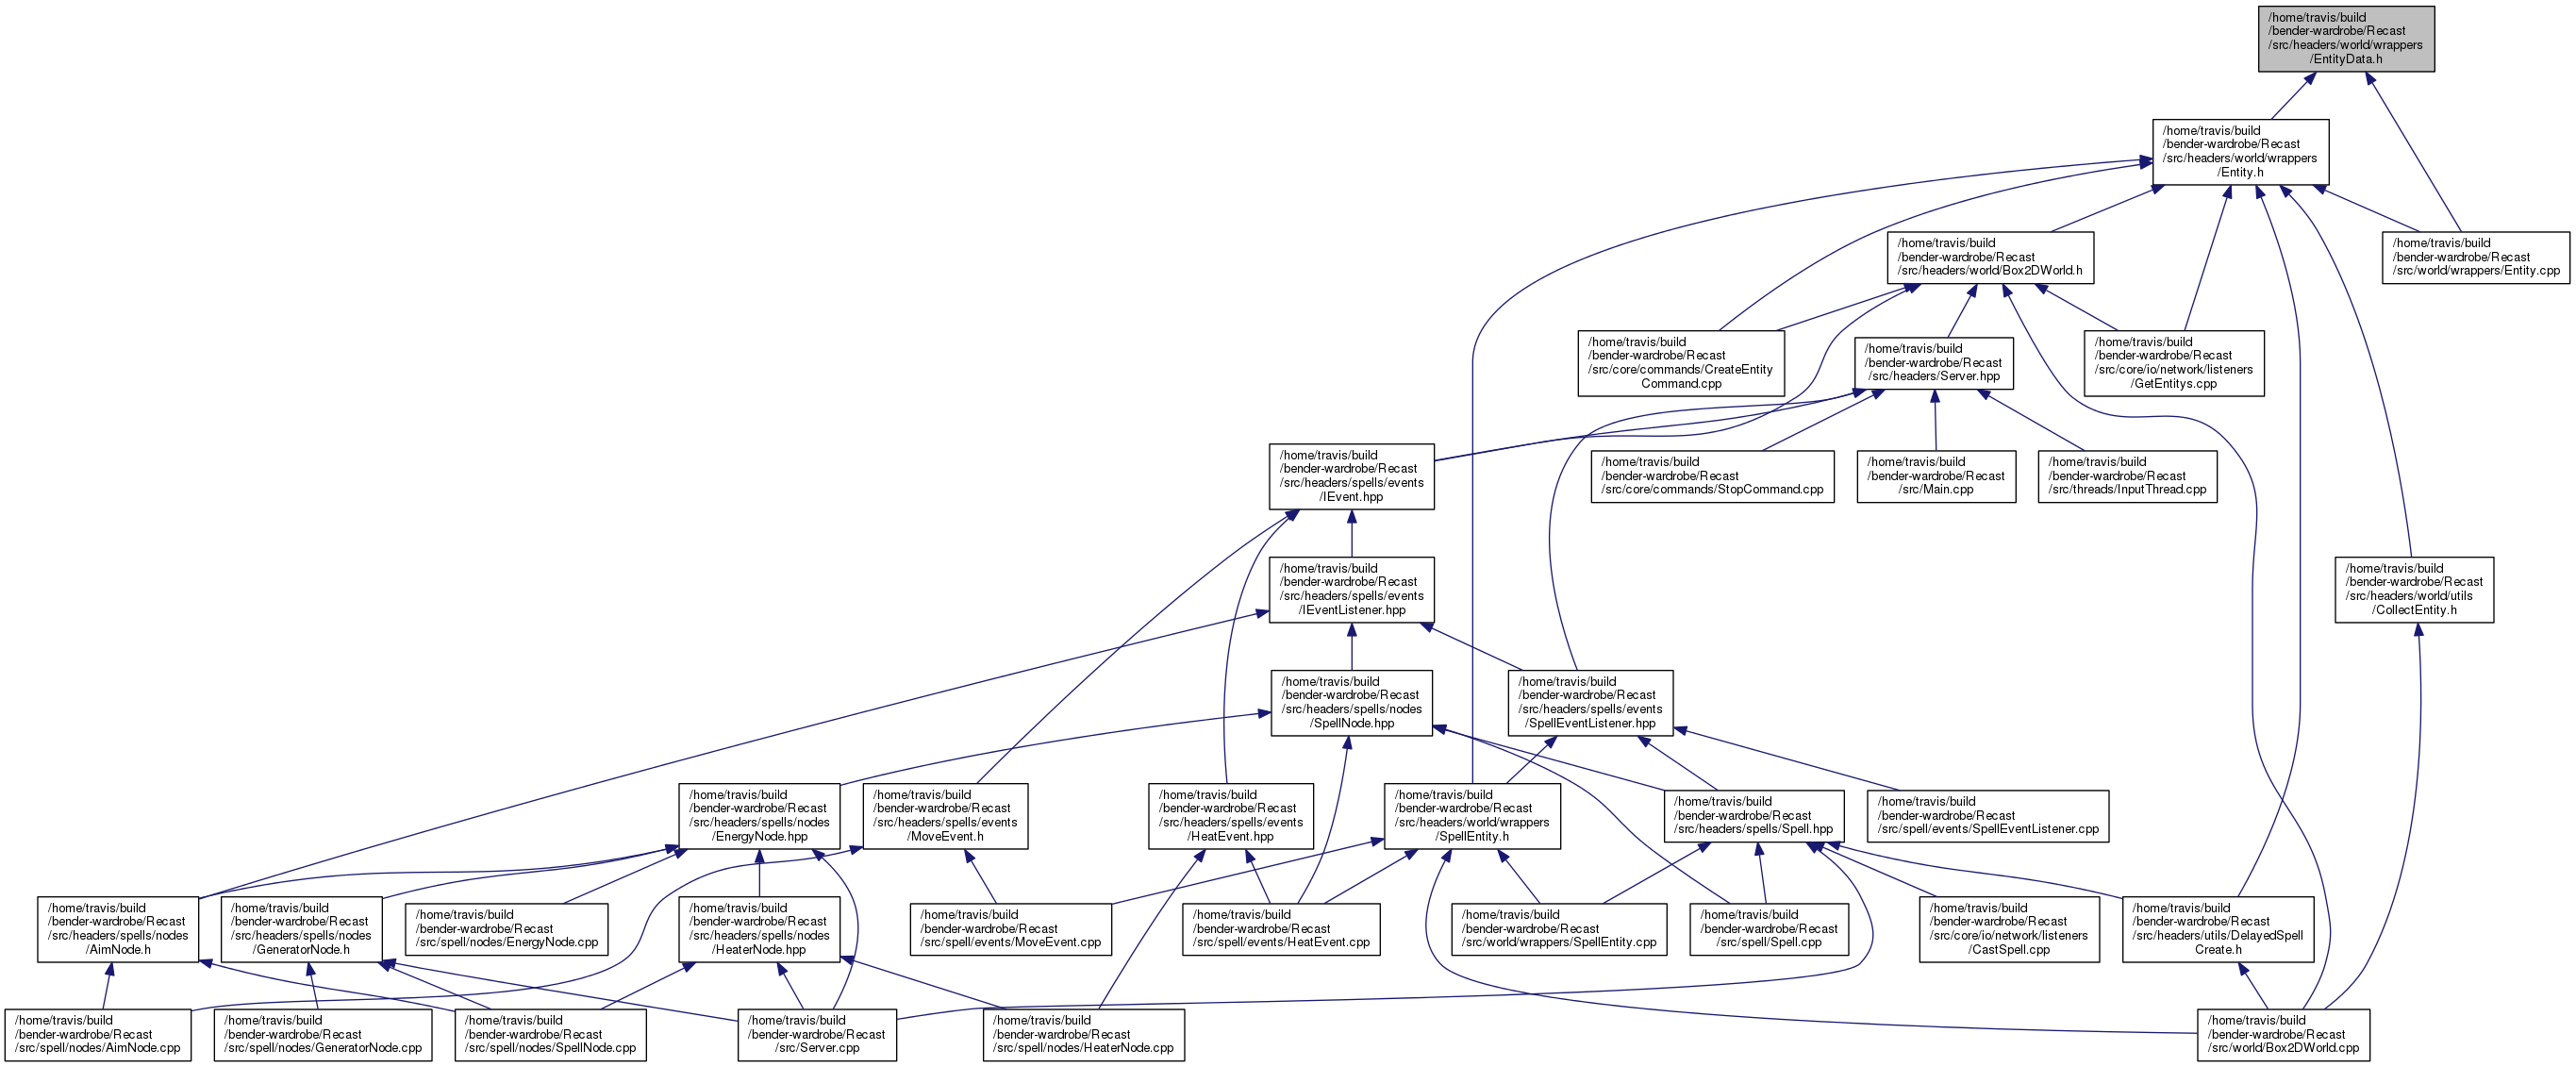 /home/travis/build
/bender-wardrobe/Recast
/src/headers/world/wrappers
/EntityData.h
/home/travis/build
/bender-wardrobe/Recast
/src/headers/world/wrappers
/Entity.h
/home/travis/build
/bender-wardrobe/Recast
/src/headers/world/Box2DWorld.h
/home/travis/build
/bender-wardrobe/Recast
/src/world/wrappers/Entity.cpp
/home/travis/build
/bender-wardrobe/Recast
/src/core/commands/CreateEntity
Command.cpp
/home/travis/build
/bender-wardrobe/Recast
/src/headers/Server.hpp
/home/travis/build
/bender-wardrobe/Recast
/src/core/io/network/listeners
/GetEntitys.cpp
/home/travis/build
/bender-wardrobe/Recast
/src/headers/spells/events
/IEvent.hpp
/home/travis/build
/bender-wardrobe/Recast
/src/core/commands/StopCommand.cpp
/home/travis/build
/bender-wardrobe/Recast
/src/Main.cpp
/home/travis/build
/bender-wardrobe/Recast
/src/threads/InputThread.cpp
/home/travis/build
/bender-wardrobe/Recast
/src/headers/spells/events
/IEventListener.hpp
/home/travis/build
/bender-wardrobe/Recast
/src/headers/world/utils
/CollectEntity.h
/home/travis/build
/bender-wardrobe/Recast
/src/headers/spells/nodes
/SpellNode.hpp
/home/travis/build
/bender-wardrobe/Recast
/src/headers/spells/events
/SpellEventListener.hpp
/home/travis/build
/bender-wardrobe/Recast
/src/headers/spells/nodes
/EnergyNode.hpp
/home/travis/build
/bender-wardrobe/Recast
/src/headers/spells/events
/MoveEvent.h
/home/travis/build
/bender-wardrobe/Recast
/src/headers/spells/events
/HeatEvent.hpp
/home/travis/build
/bender-wardrobe/Recast
/src/headers/world/wrappers
/SpellEntity.h
/home/travis/build
/bender-wardrobe/Recast
/src/headers/spells/Spell.hpp
/home/travis/build
/bender-wardrobe/Recast
/src/spell/events/SpellEventListener.cpp
/home/travis/build
/bender-wardrobe/Recast
/src/headers/spells/nodes
/AimNode.h
/home/travis/build
/bender-wardrobe/Recast
/src/headers/spells/nodes
/GeneratorNode.h
/home/travis/build
/bender-wardrobe/Recast
/src/spell/nodes/EnergyNode.cpp
/home/travis/build
/bender-wardrobe/Recast
/src/headers/spells/nodes
/HeaterNode.hpp
/home/travis/build
/bender-wardrobe/Recast
/src/spell/events/MoveEvent.cpp
/home/travis/build
/bender-wardrobe/Recast
/src/spell/events/HeatEvent.cpp
/home/travis/build
/bender-wardrobe/Recast
/src/world/wrappers/SpellEntity.cpp
/home/travis/build
/bender-wardrobe/Recast
/src/spell/Spell.cpp
/home/travis/build
/bender-wardrobe/Recast
/src/core/io/network/listeners
/CastSpell.cpp
/home/travis/build
/bender-wardrobe/Recast
/src/headers/utils/DelayedSpell
Create.h
/home/travis/build
/bender-wardrobe/Recast
/src/spell/nodes/AimNode.cpp
/home/travis/build
/bender-wardrobe/Recast
/src/spell/nodes/GeneratorNode.cpp
/home/travis/build
/bender-wardrobe/Recast
/src/spell/nodes/SpellNode.cpp
/home/travis/build
/bender-wardrobe/Recast
/src/Server.cpp
/home/travis/build
/bender-wardrobe/Recast
/src/spell/nodes/HeaterNode.cpp
/home/travis/build
/bender-wardrobe/Recast
/src/world/Box2DWorld.cpp